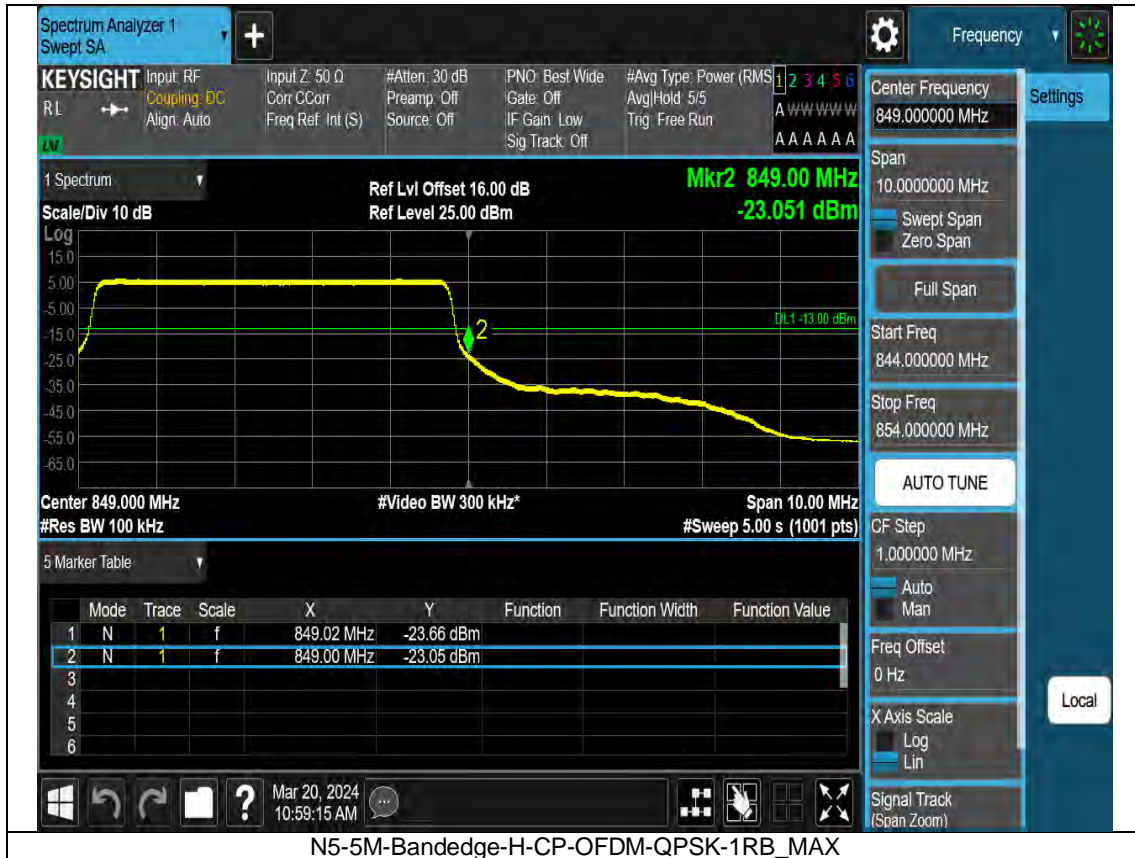 Spectrum Analyzer 1
Swept SA
Frequency
KEYSIGHT
RL
Input: RF
Coupling: DC
Align: Auto
Input Z: 50 Ω
Corr CCorr
Freq Ref: Int (S)
#Atten: 30 dB
Preamp: Off
Source: Off
PNO: Best Wide
Gate: Off
IF Gain: Low
Sig Track: Off
#Avg Type: Power (RMS
Avg|Hold: 5/5
Trig: Free Run
1 2 3 4 5 6
A W W W W W
A A A A A A
1 Spectrum
Scale/Div 10 dB
Log
Ref Lvl Offset 16.00 dB
Ref Level 25.00 dBm
Mkr2 849.00 MHz
-23.051 dBm
15.0
5.00
-5.00
-15.0
-25.0
-35.0
-45.0
-55.0
-65.0
2
DL1 -13.00 dBm
Center 849.000 MHz
#Res BW 100 kHz
#Video BW 300 kHz*
Span 10.00 MHz
#Sweep 5.00 s (1001 pts)
5 Marker Table
Mode Trace Scale X Y Function Function Width Function Value
1 N 1 f 849.02 MHz -23.66 dBm
2 N 1 f 849.00 MHz -23.05 dBm
3
4
5
6
Mar 20, 2024
10:59:15 AM
Center Frequency
849.000000 MHz
Settings
Span
10.0000000 MHz
Swept Span
Zero Span
Full Span
Start Freq
844.000000 MHz
Stop Freq
854.000000 MHz
AUTO TUNE
CF Step
1.000000 MHz
Auto
Man
Freq Offset
0 Hz
X Axis Scale
Log
Lin
Signal Track
(Span Zoom)
Local
N5-5M-Bandedge-H-CP-OFDM-QPSK-1RB_MAX